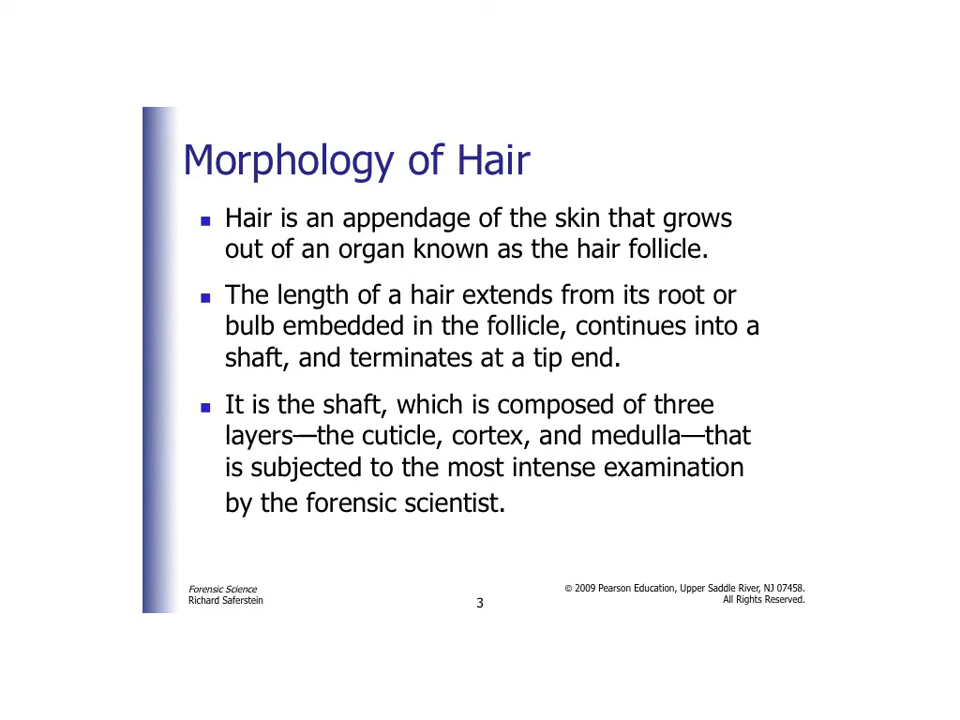 Morphology of Hair
Hair is an appendage of the skin that grows
out of an organ known as the hair follicle.
The length of a hair extends from its root or
bulb embedded in the follicle, continues into a
shaft, and terminates at a tip end.
It is the shaft, which is composed of three
layers—the cuticle, cortex, and medulla—that
is subjected to the most intense examination
by the forensic scientist.
Forensic Science
Richard Saferstein
3
© 2009 Pearson Education, Upper Saddle River, NJ 07458.
All Rights Reserved.